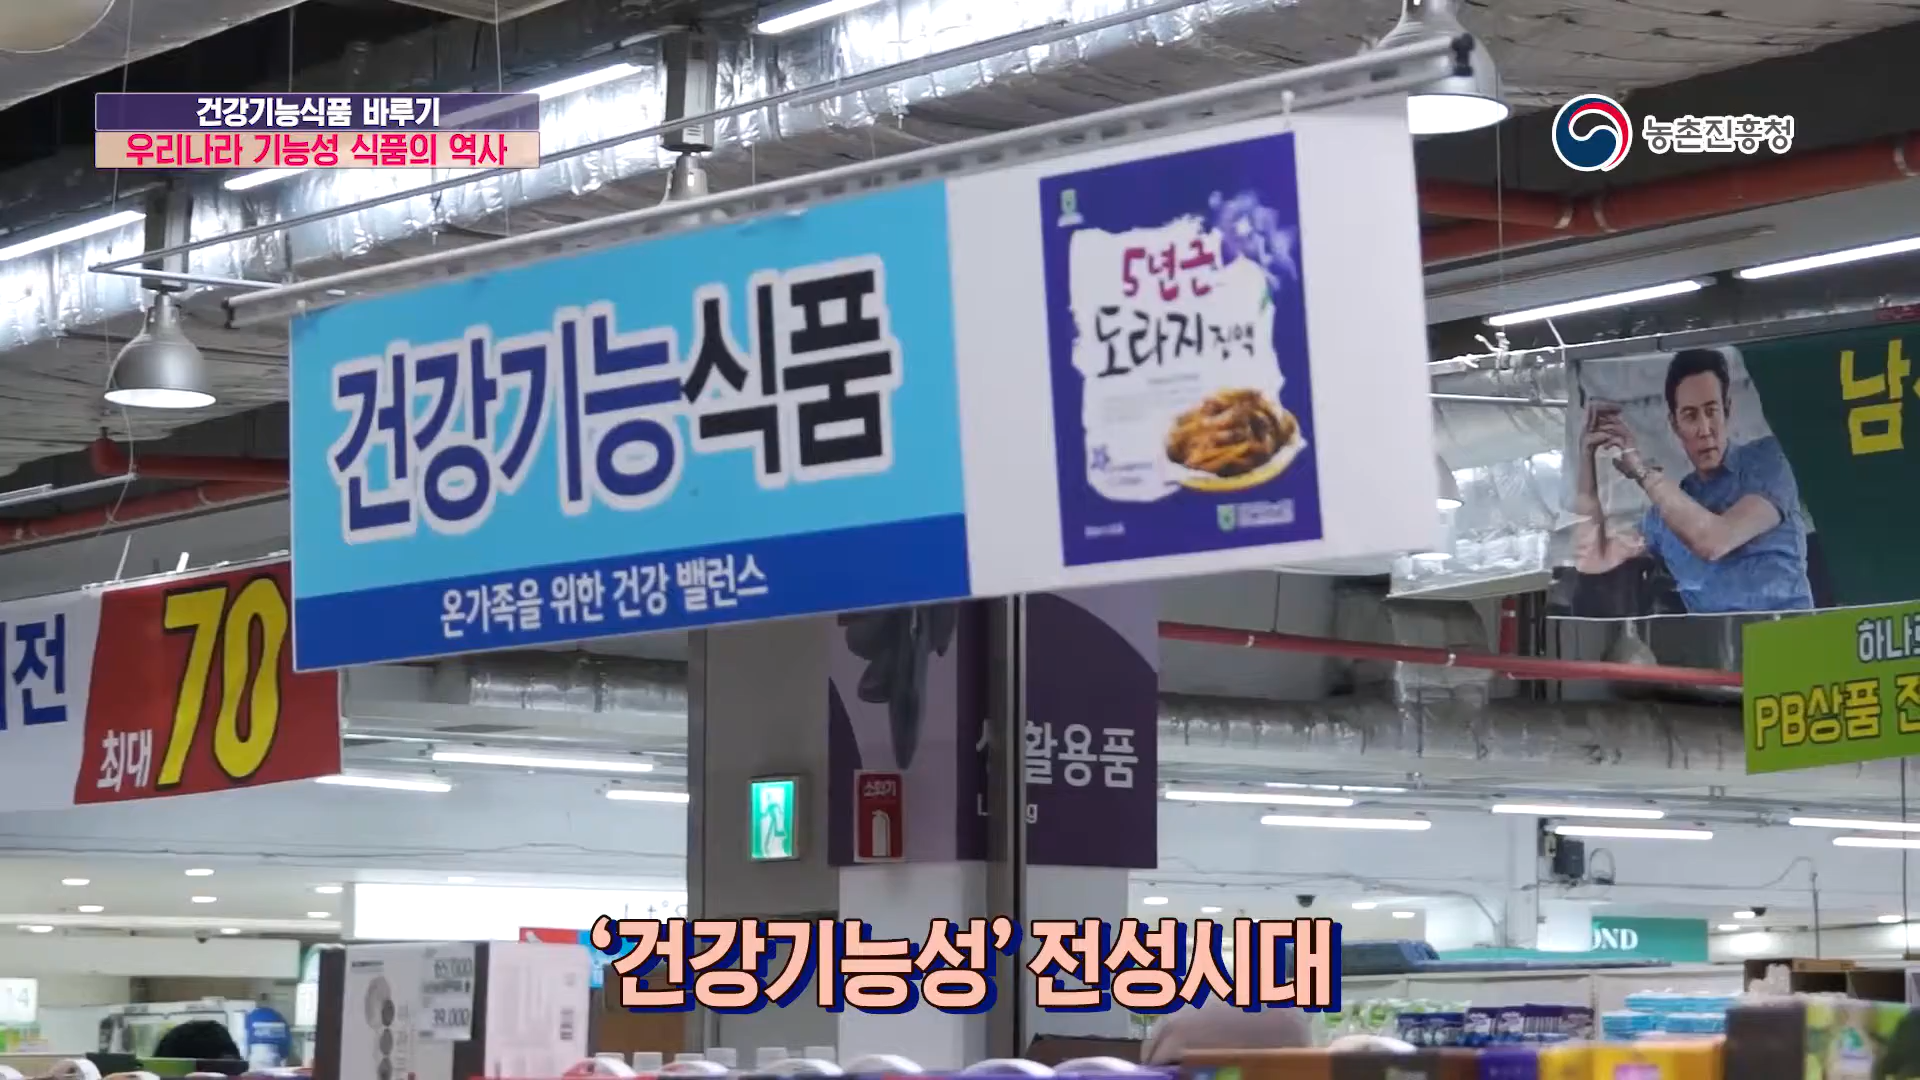 건강기능식품 바루기
우리나라 기능성 식품의 역사
농촌진흥청
건강기능식품
온가족을 위한 건강 밸런스
5년근
도라지 진액
최대 70
활용품
소화기
PB상품
'건강기능성' 전성시대